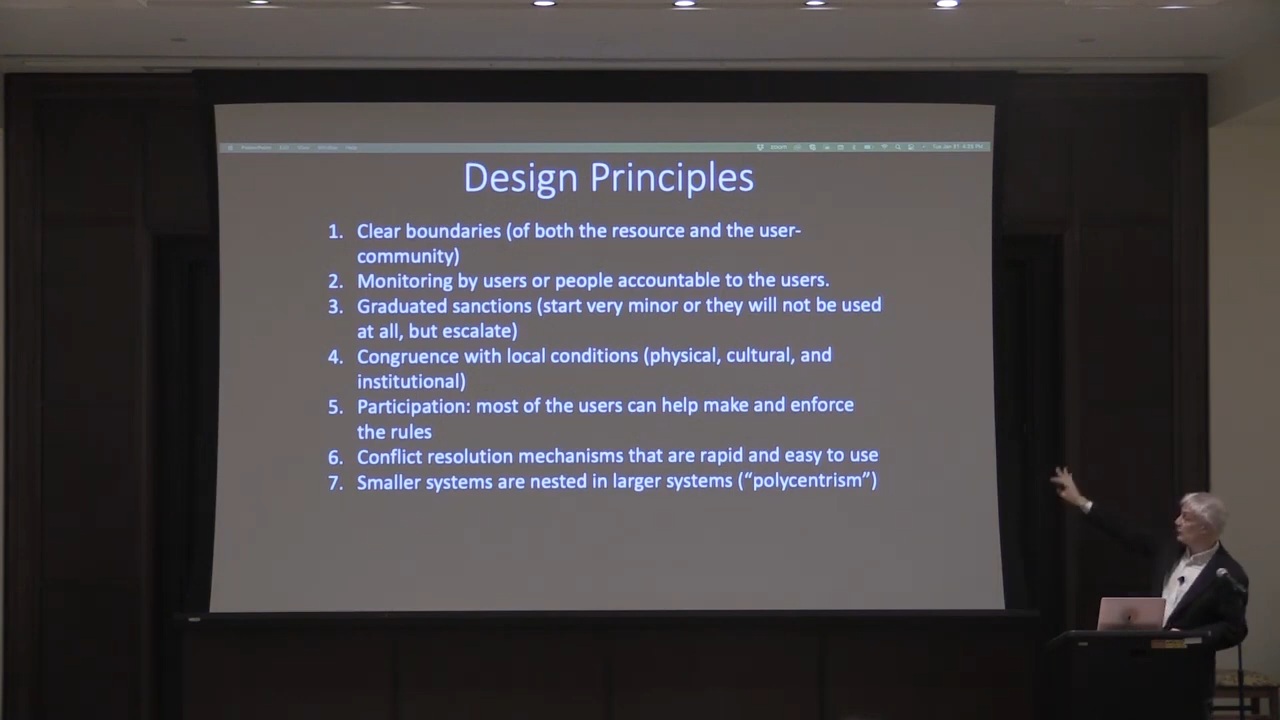 zoom
Tue Jan 31
Design Principles
1. Clear boundaries (of both the resource and the user-
community)
2. Monitoring by users or people accountable to the users.
3. Graduated sanctions (start very minor or they will not be used
at all, but escalate)
4. Congruence with local conditions (physical, cultural, and
institutional)
5. Participation: most of the users can help make and enforce
the rules
6. Conflict resolution mechanisms that are rapid and easy to use
7. Smaller systems are nested in larger systems (“polycentrism”)